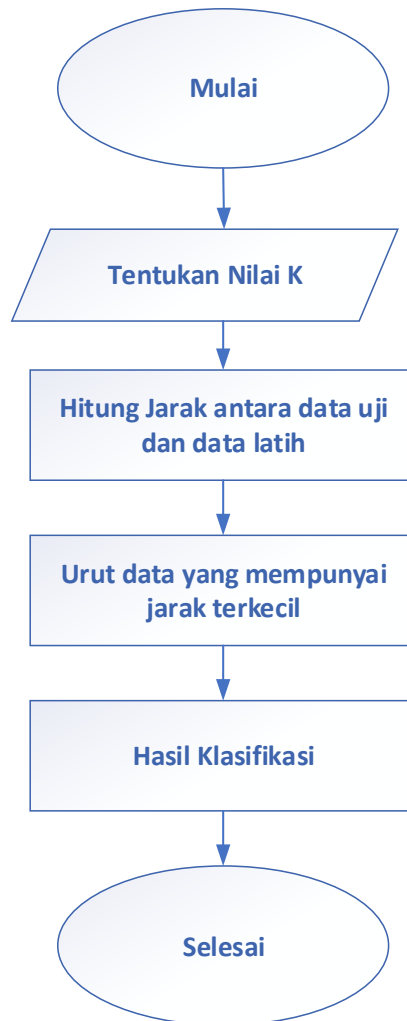 Mulai
Tentukan Nilai K
Hitung Jarak antara data uji
dan data latih
Urut data yang mempunyai
jarak terkecil
Hasil Klasifikasi
Selesai